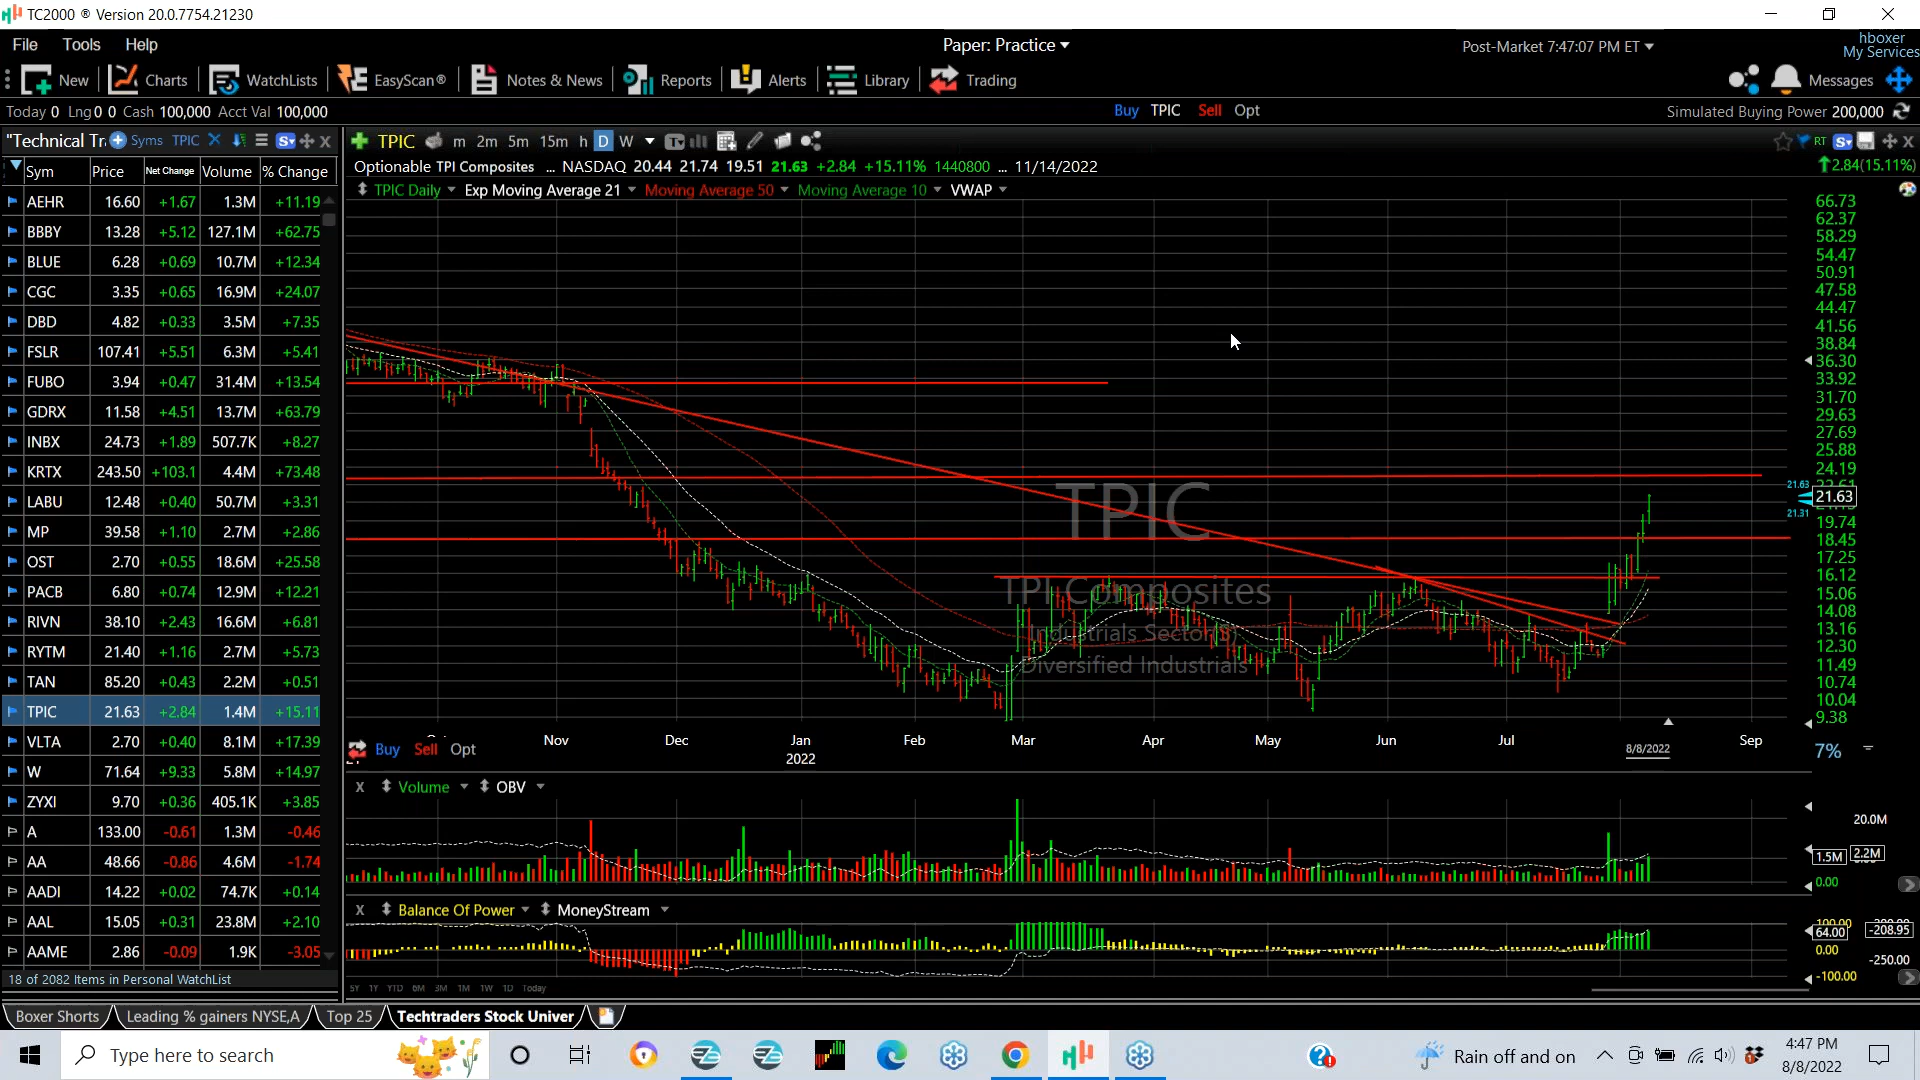 TC2000 ® Version 20.0.7754.21230
File Tools Help
Paper: Practice
Post-Market 7:47:07 PM ET
hboxer
My Services
New Charts WatchLists EasyScan® Notes & News Reports Alerts Library Trading
Messages
Today 0 Lng 0 0 Cash 100,000 Acct Val 100,000
Buy TPIC Sell Opt
Simulated Buying Power 200,000
"Technical Tr Syms TPIC
Sym Price Net Change Volume % Change
AEHR 16.60 +1.67 1.3M +11.19
BBBY 13.28 +5.12 127.1M +62.75
BLUE 6.28 +0.69 10.7M +12.34
CGC 3.35 +0.65 16.9M +24.07
DBD 4.82 +0.33 3.5M +7.35
FSLR 107.41 +5.51 6.3M +5.41
FUBO 3.94 +0.47 31.4M +13.54
GDRX 11.58 +4.51 13.7M +63.79
INBX 24.73 +1.89 507.7K +8.27
KRTX 243.50 +103.1 4.4M +73.48
LABU 12.48 +0.40 50.7M +3.31
MP 39.58 +1.10 2.7M +2.86
OST 2.70 +0.55 18.6M +25.58
PACB 6.80 +0.74 12.9M +12.21
RIVN 38.10 +2.43 16.6M +6.81
RYTM 21.40 +1.16 2.7M +5.73
TAN 85.20 +0.43 2.2M +0.51
TPIC 21.63 +2.84 1.4M +15.11
VLTA 2.70 +0.40 8.1M +17.39
W 71.64 +9.33 5.8M +14.97
ZYXI 9.70 +0.36 405.1K +3.85
A 133.00 -0.61 1.3M -0.46
AA 48.66 -0.86 4.6M -1.74
AADI 14.22 +0.02 74.7K +0.14
AAL 15.05 +0.31 23.8M +2.10
AAME 2.86 -0.09 1.9K -3.05
18 of 2082 Items in Personal WatchList
TPIC m 2m 5m 15m h D W
RT
Optionable TPI Composites ... NASDAQ 20.44 21.74 19.51 21.63 +2.84 +15.11% 1440800 ... 11/14/2022
2.84(15.11%)
TPIC Daily Exp Moving Average 21 Moving Average 50 Moving Average 10 VWAP
66.73
62.37
58.29
54.47
50.91
47.58
44.47
41.56
38.84
36.30
33.92
31.70
29.63
27.69
25.88
24.19
21.63
21.63
21.31
19.74
18.45
17.25
16.12
15.06
14.08
13.16
12.30
11.49
10.74
10.04
9.38
TPIC
TPI Composites
Industrials Sector(S)
Diversified Industrials
Nov Dec Jan Feb Mar Apr May Jun Jul 8/8/2022 Sep
2022
7%
Buy Sell Opt
X Volume OBV
20.0M
1.5M 2.2M
0.00
X Balance Of Power MoneyStream
100.00
64.00 -208.95
0.00
-250.00
-100.00
5Y 1Y YTD 6M 3M 1M 1W 1D Today
Boxer Shorts Leading % gainers NYSE,A Top 25 Techtraders Stock Univer
Type here to search
Rain off and on
4:47 PM
8/8/2022